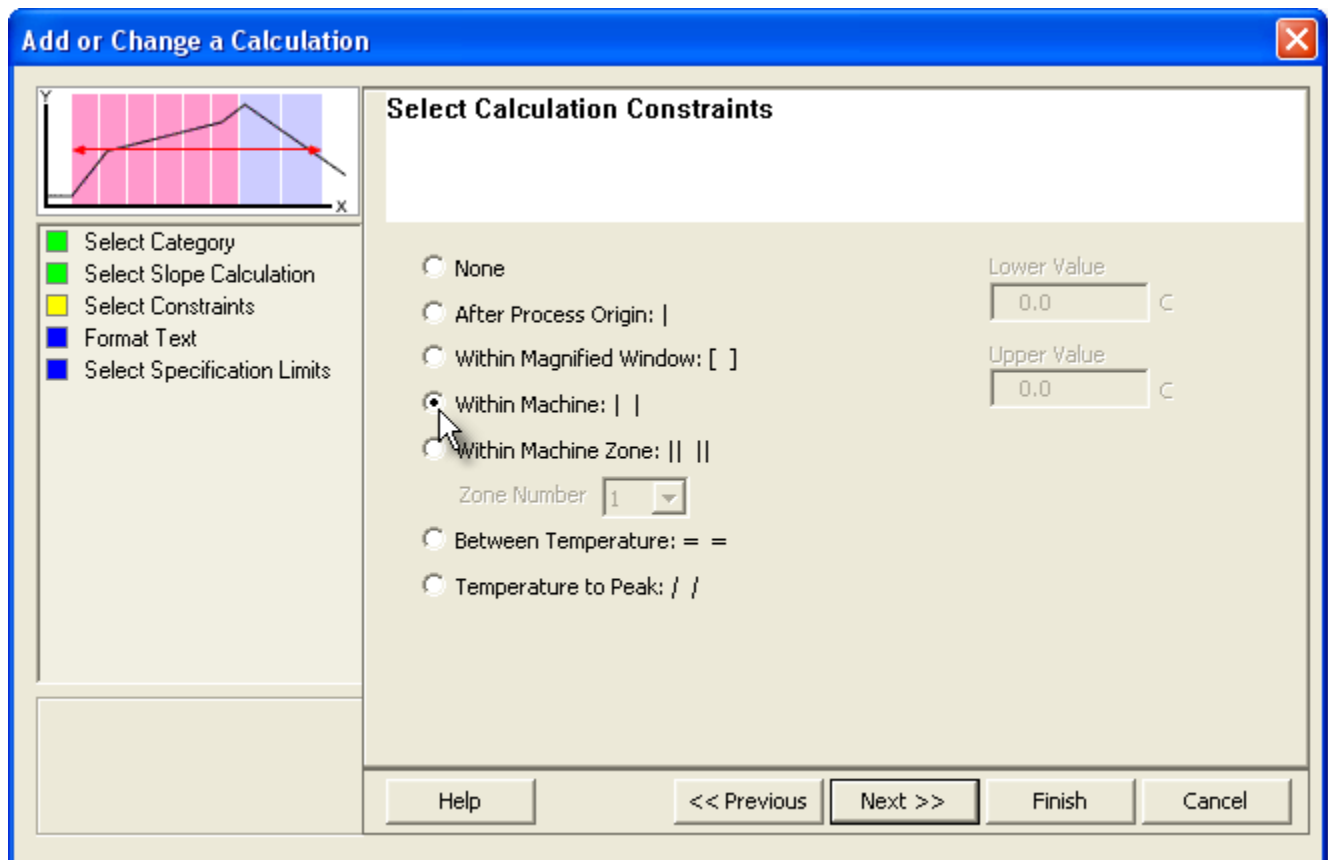 Add or Change a Calculation
Y
X
Select Category
Select Slope Calculation
Select Constraints
Format Text
Select Specification Limits
Select Calculation Constraints
None
After Process Origin: |
Within Magnified Window: [ ]
Within Machine: | |
Within Machine Zone: || ||
Zone Number 1
Between Temperature: = =
Temperature to Peak: / /
Lower Value
0.0 C
Upper Value
0.0 C
Help << Previous Next >> Finish Cancel